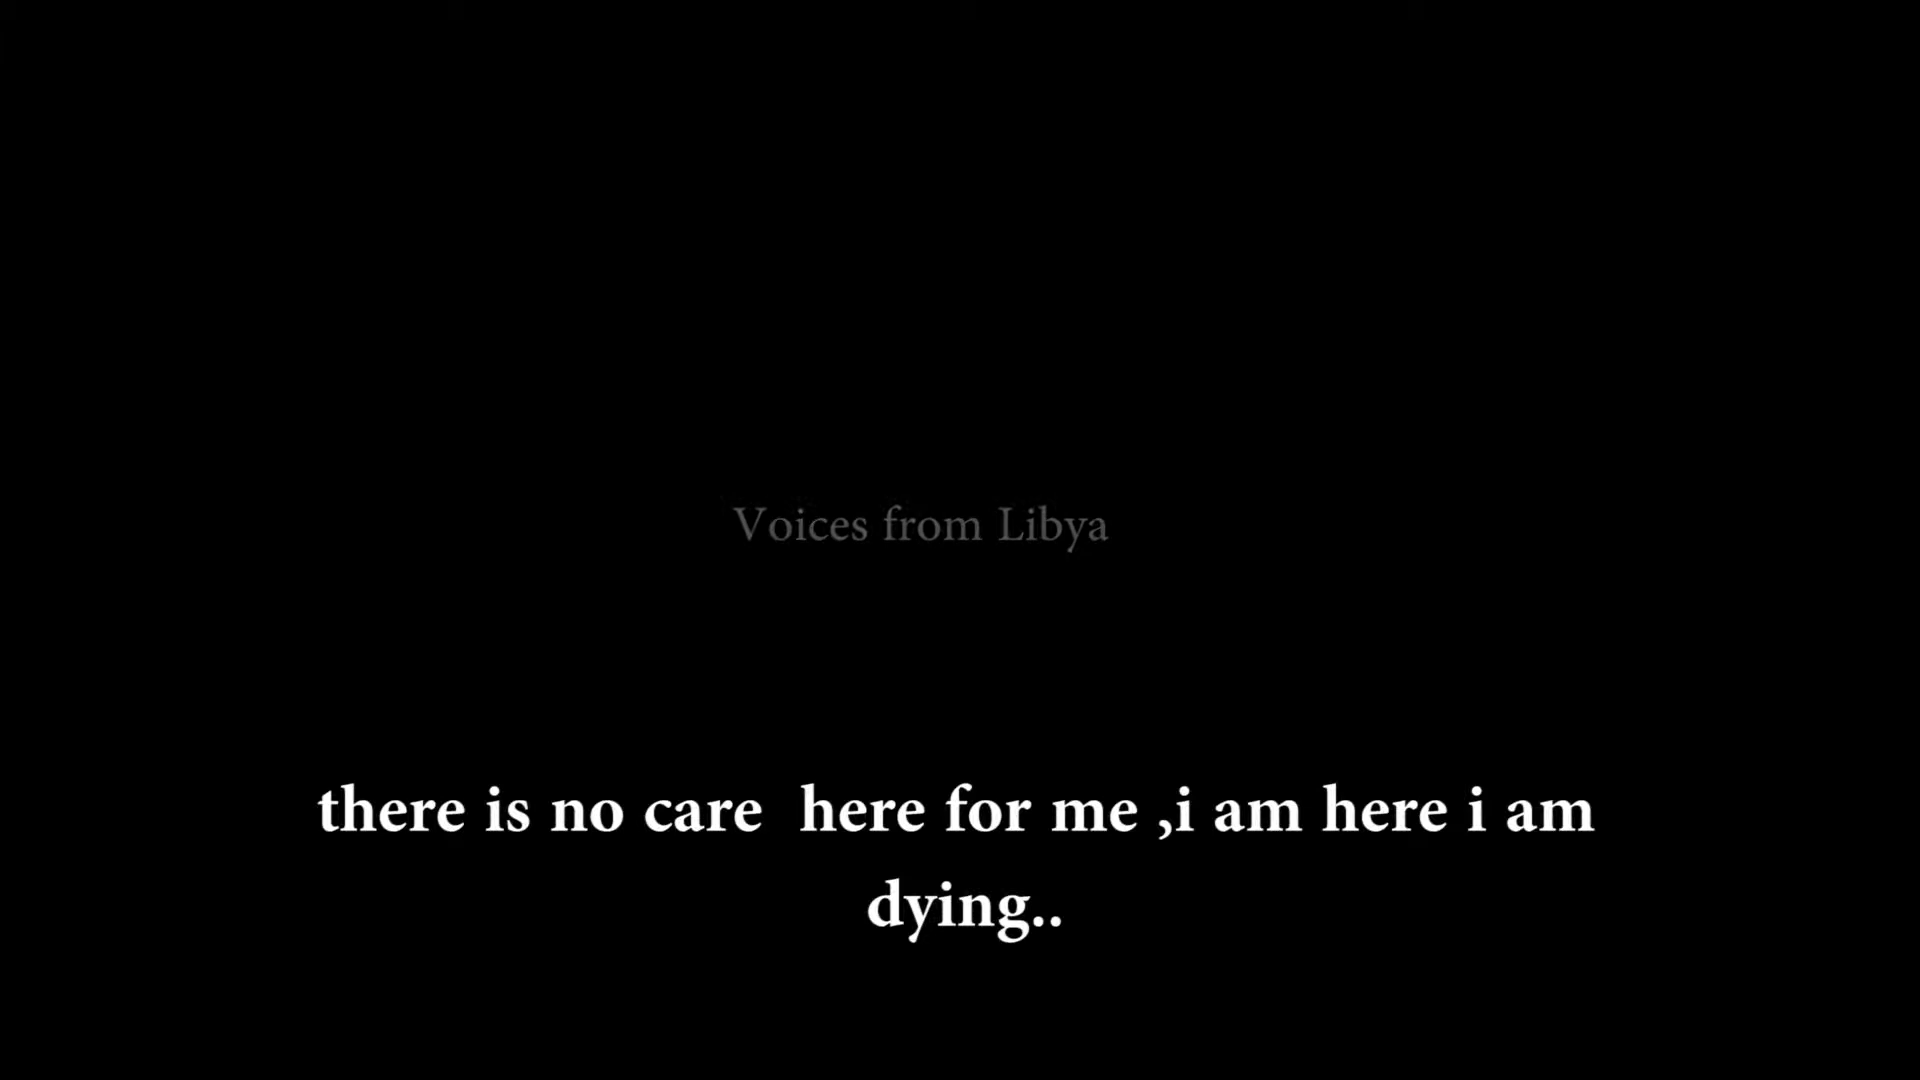 Voices from Libya
there is no care  here for me ,i am here i am
dying..